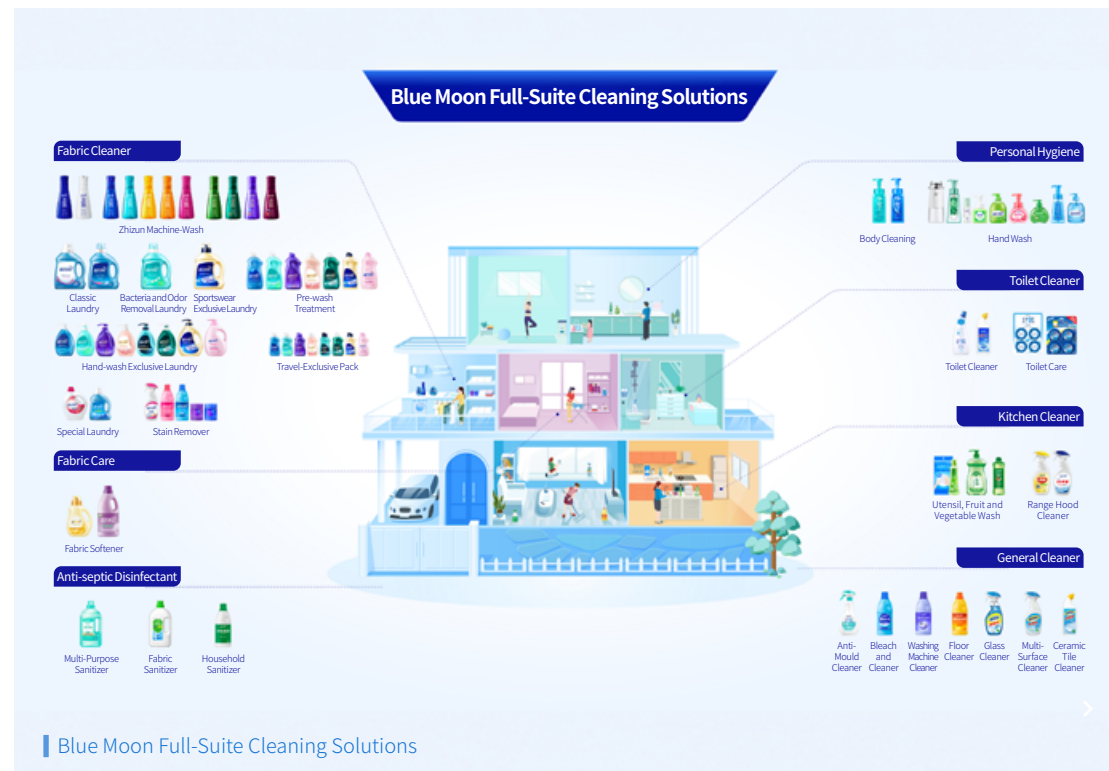 Blue Moon Full-Suite Cleaning Solutions
Fabric Cleaner
Zhizun Machine-Wash
Classic
Laundry
Bacteria and Odor
Removal Laundry
Sportswear
Exclusive Laundry
Pre-wash
Treatment
Hand-wash Exclusive Laundry
Travel-Exclusive Pack
Special Laundry
Stain Remover
Fabric Care
Fabric Softener
Anti-septic Disinfectant
Multi-Purpose
Sanitizer
Fabric
Sanitizer
Household
Sanitizer
Personal Hygiene
Body Cleaning
Hand Wash
Toilet Cleaner
Toilet Cleaner
Toilet Care
Kitchen Cleaner
Utensil, Fruit and
Vegetable Wash
Range Hood
Cleaner
General Cleaner
Anti-
Mould
Cleaner
Bleach
and
Cleaner
Washing
Machine
Cleaner
Floor
Cleaner
Glass
Cleaner
Multi-
Surface
Cleaner
Ceramic
Tile
Cleaner
Blue Moon Full-Suite Cleaning Solutions